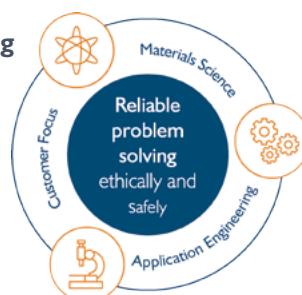 g
Materials Science
Customer Focus
Reliable
problem
solving
ethically and
safely
Application Engineering